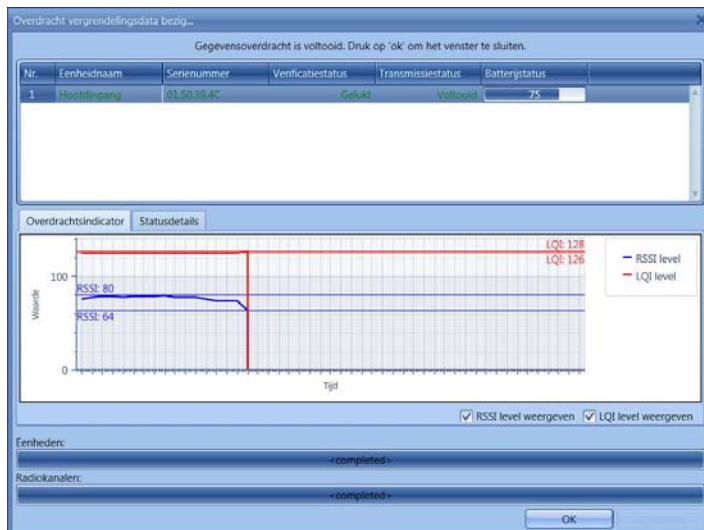 Overdracht vergrendelingsdata bezig...
Gegevensoverdracht is voltooid. Druk op 'ok' om het venster te sluiten.
Nr. Eenheidnaam Serienummer Verificatiestatus Transmissiestatus Batterijstatus
1 Hoofdingang 01.50.39.4C Gelukt Voltooid 75
Overdrachtsindicator Statusdetails
LQI: 128
LQI: 126
RSSI level
LQI level
100
RSSI: 80
RSSI: 64
Waarde
0
Tijd
RSSI level weergeven LQI level weergeven
Eenheden:
<completed>
Radiokanalen:
<completed>
OK